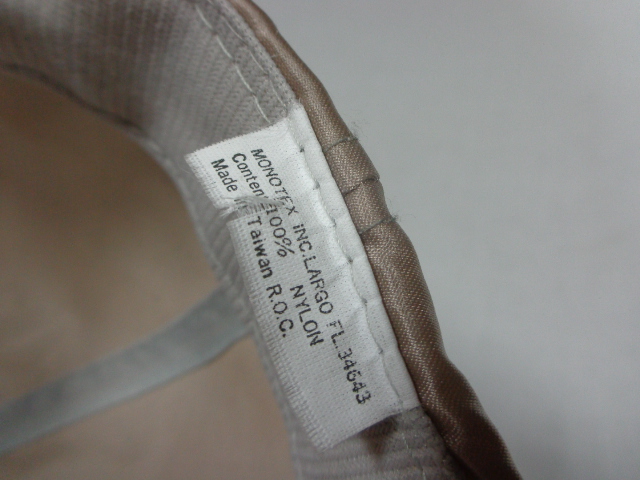 MONOTEX INC.LARGO FL.34643
Content 100% NYLON
Made in Taiwan R.O.C.